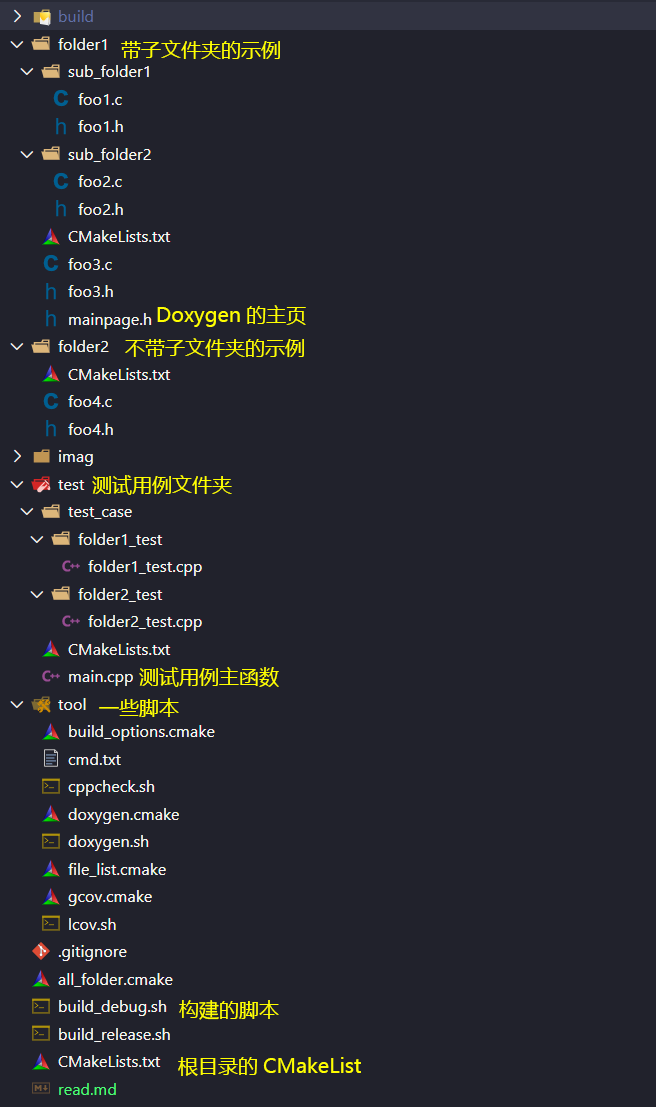 build
folder1 带子文件夹的示例
sub_folder1
foo1.c
foo1.h
sub_folder2
foo2.c
foo2.h
CMakeLists.txt
foo3.c
foo3.h
mainpage.h Doxygen 的主页
folder2 不带子文件夹的示例
CMakeLists.txt
foo4.c
foo4.h
imag
test 测试用例文件夹
test_case
folder1_test
folder1_test.cpp
folder2_test
folder2_test.cpp
CMakeLists.txt
main.cpp 测试用例主函数
tool 一些脚本
build_options.cmake
cmd.txt
cppcheck.sh
doxygen.cmake
doxygen.sh
file_list.cmake
gcov.cmake
lcov.sh
.gitignore
all_folder.cmake
build_debug.sh 构建的脚本
build_release.sh
CMakeLists.txt 根目录的 CMakeList
read.md